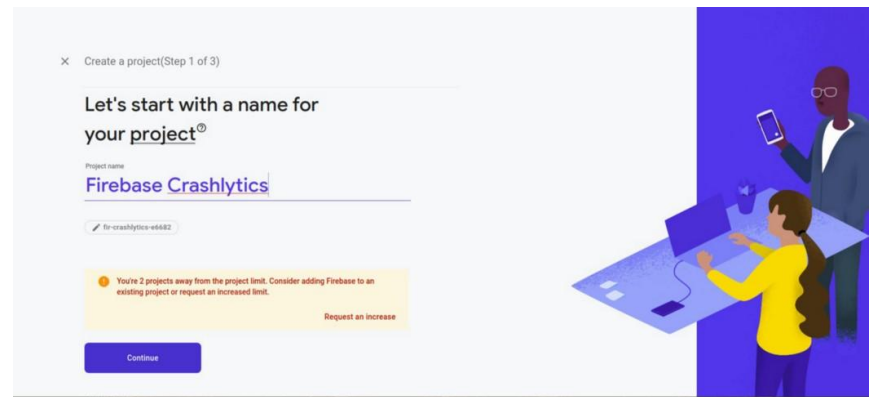 Create a project(Step 1 of 3)
Let's start with a name for
your project
Project name
Firebase Crashlytics
fir-crashlytics-e6682
You're 2 projects away from the project limit. Consider adding Firebase to an
existing project or request an increased limit.
Request an increase
Continue